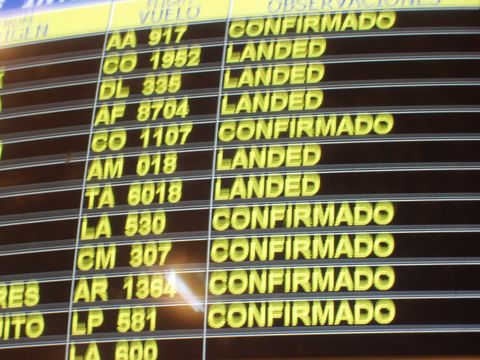 RIGEN VUELO OBSERVACIONES
AA 917 CONFIRMADO
CO 1952 LANDED
DL 335 LANDED
AF 8704 LANDED
CO 1107 CONFIRMADO
AM 018 LANDED
TA 6018 LANDED
LA 530 CONFIRMADO
CM 307 CONFIRMADO
RES AR 1364 CONFIRMADO
UITO LP 581 CONFIRMADO
LA 600